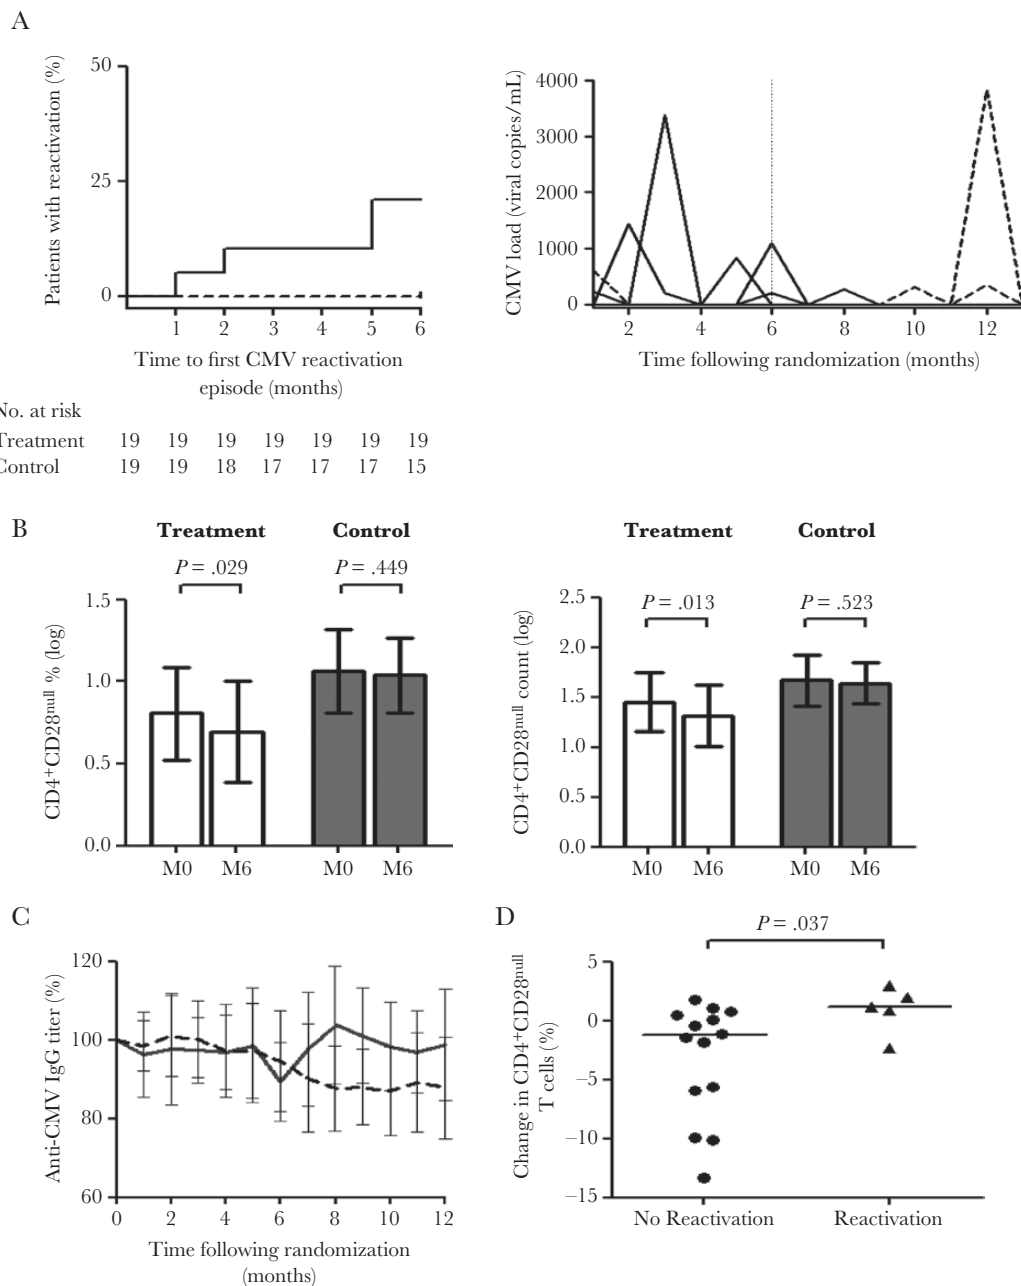 A
Patients with reactivation (%)
50
25
0
1 2 3 4 5 6
Time to first CMV reactivation
episode (months)
No. at risk
Treatment 19 19 19 19 19 19 19
Control 19 19 18 17 17 17 15
CMV load (viral copies/mL)
4000
3000
2000
1000
0
2 4 6 8 10 12
Time following randomization (months)
B
Treatment Control
P = .029 P = .449
CD4+CD28null % (log)
1.5
1.0
0.5
0.0
M0 M6 M0 M6
Treatment Control
P = .013 P = .523
CD4+CD28null count (log)
2.5
2.0
1.5
1.0
0.5
0.0
M0 M6 M0 M6
C
Anti-CMV IgG titer (%)
120
100
80
60
0 2 4 6 8 10 12
Time following randomization
(months)
D
P = .037
Change in CD4+CD28null
T cells (%)
5
0
−5
−10
−15
No Reactivation Reactivation